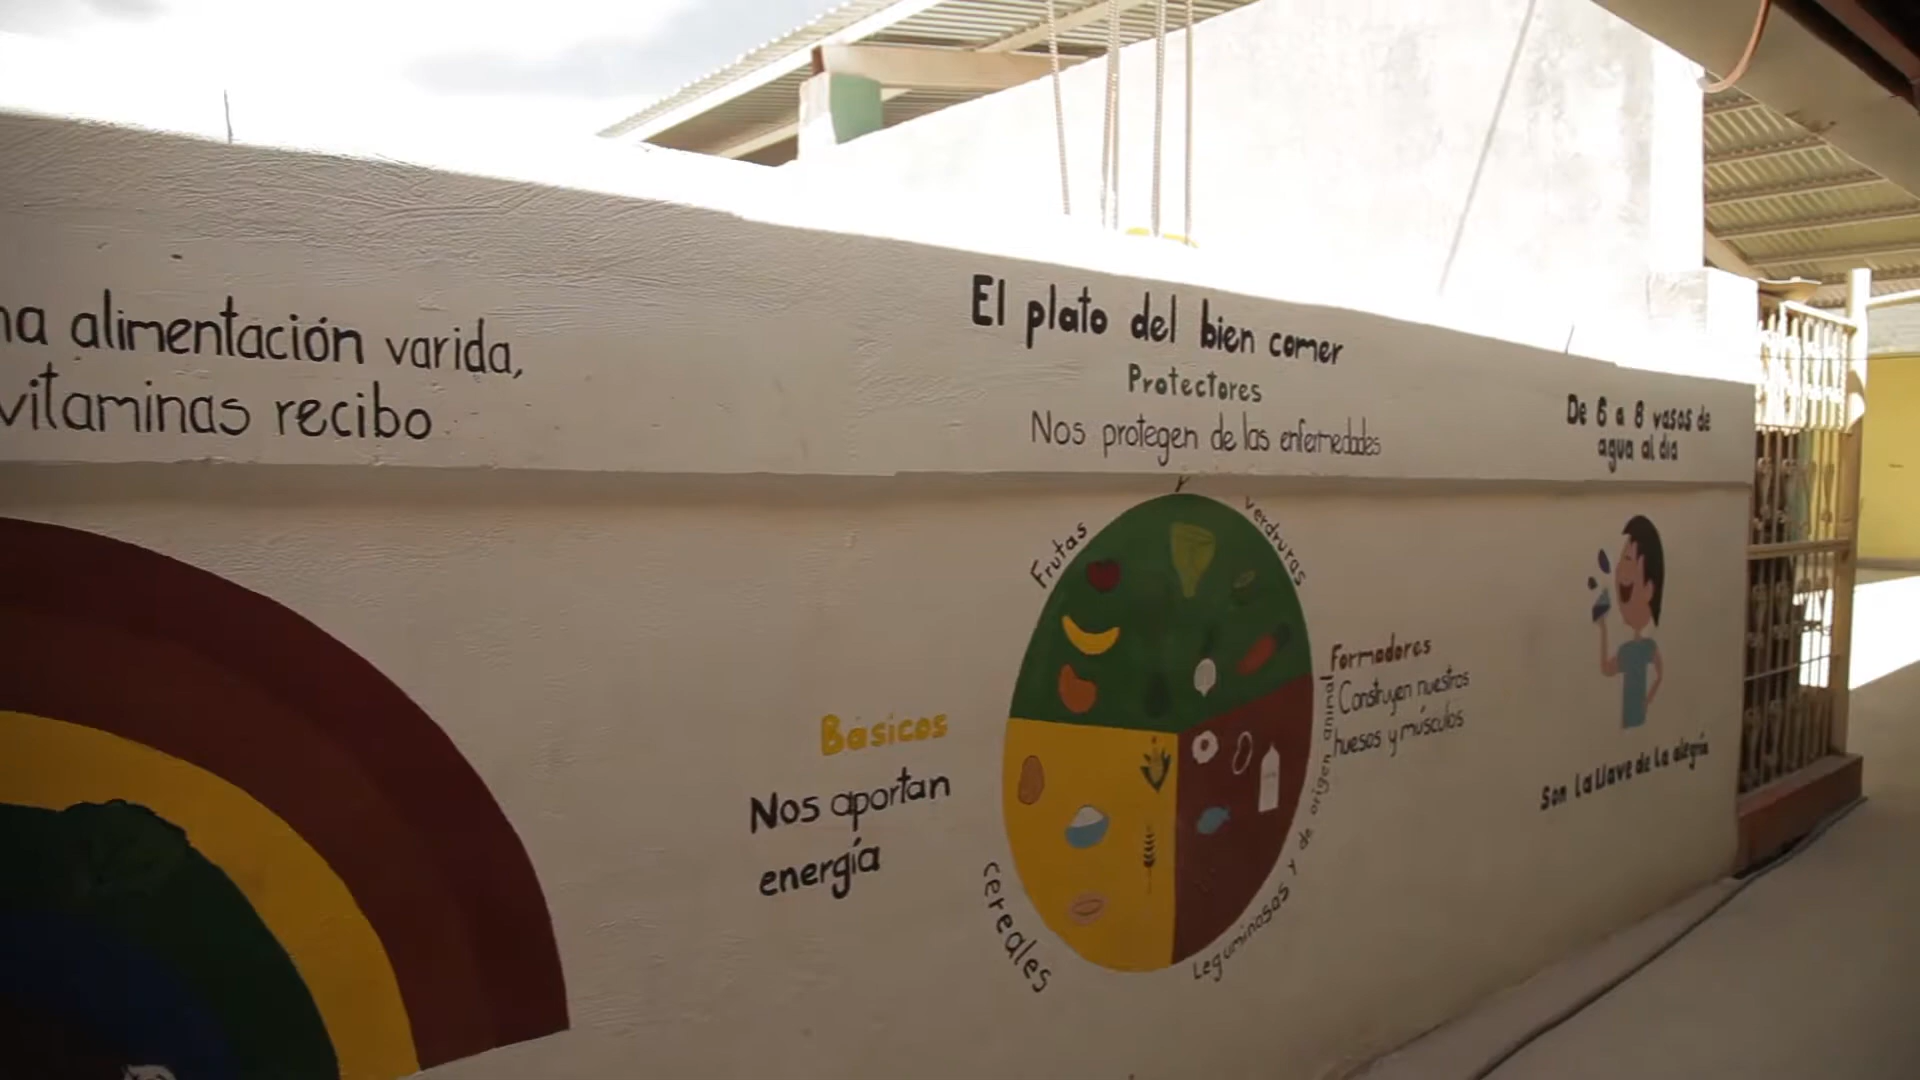 alimentación varida,
vitaminas recibo
El plato del bien comer
Protectores
Nos protegen de las enfermedades
De 6 a 8 vasos de
agua al día
Frutas
y
Verdruras
Formadores
Construyen nuestros
huesos y músculos
Básicos
Nos aportan
energía
Cereales
Leguminosas y de origen animal
Son La Llave de La alegría